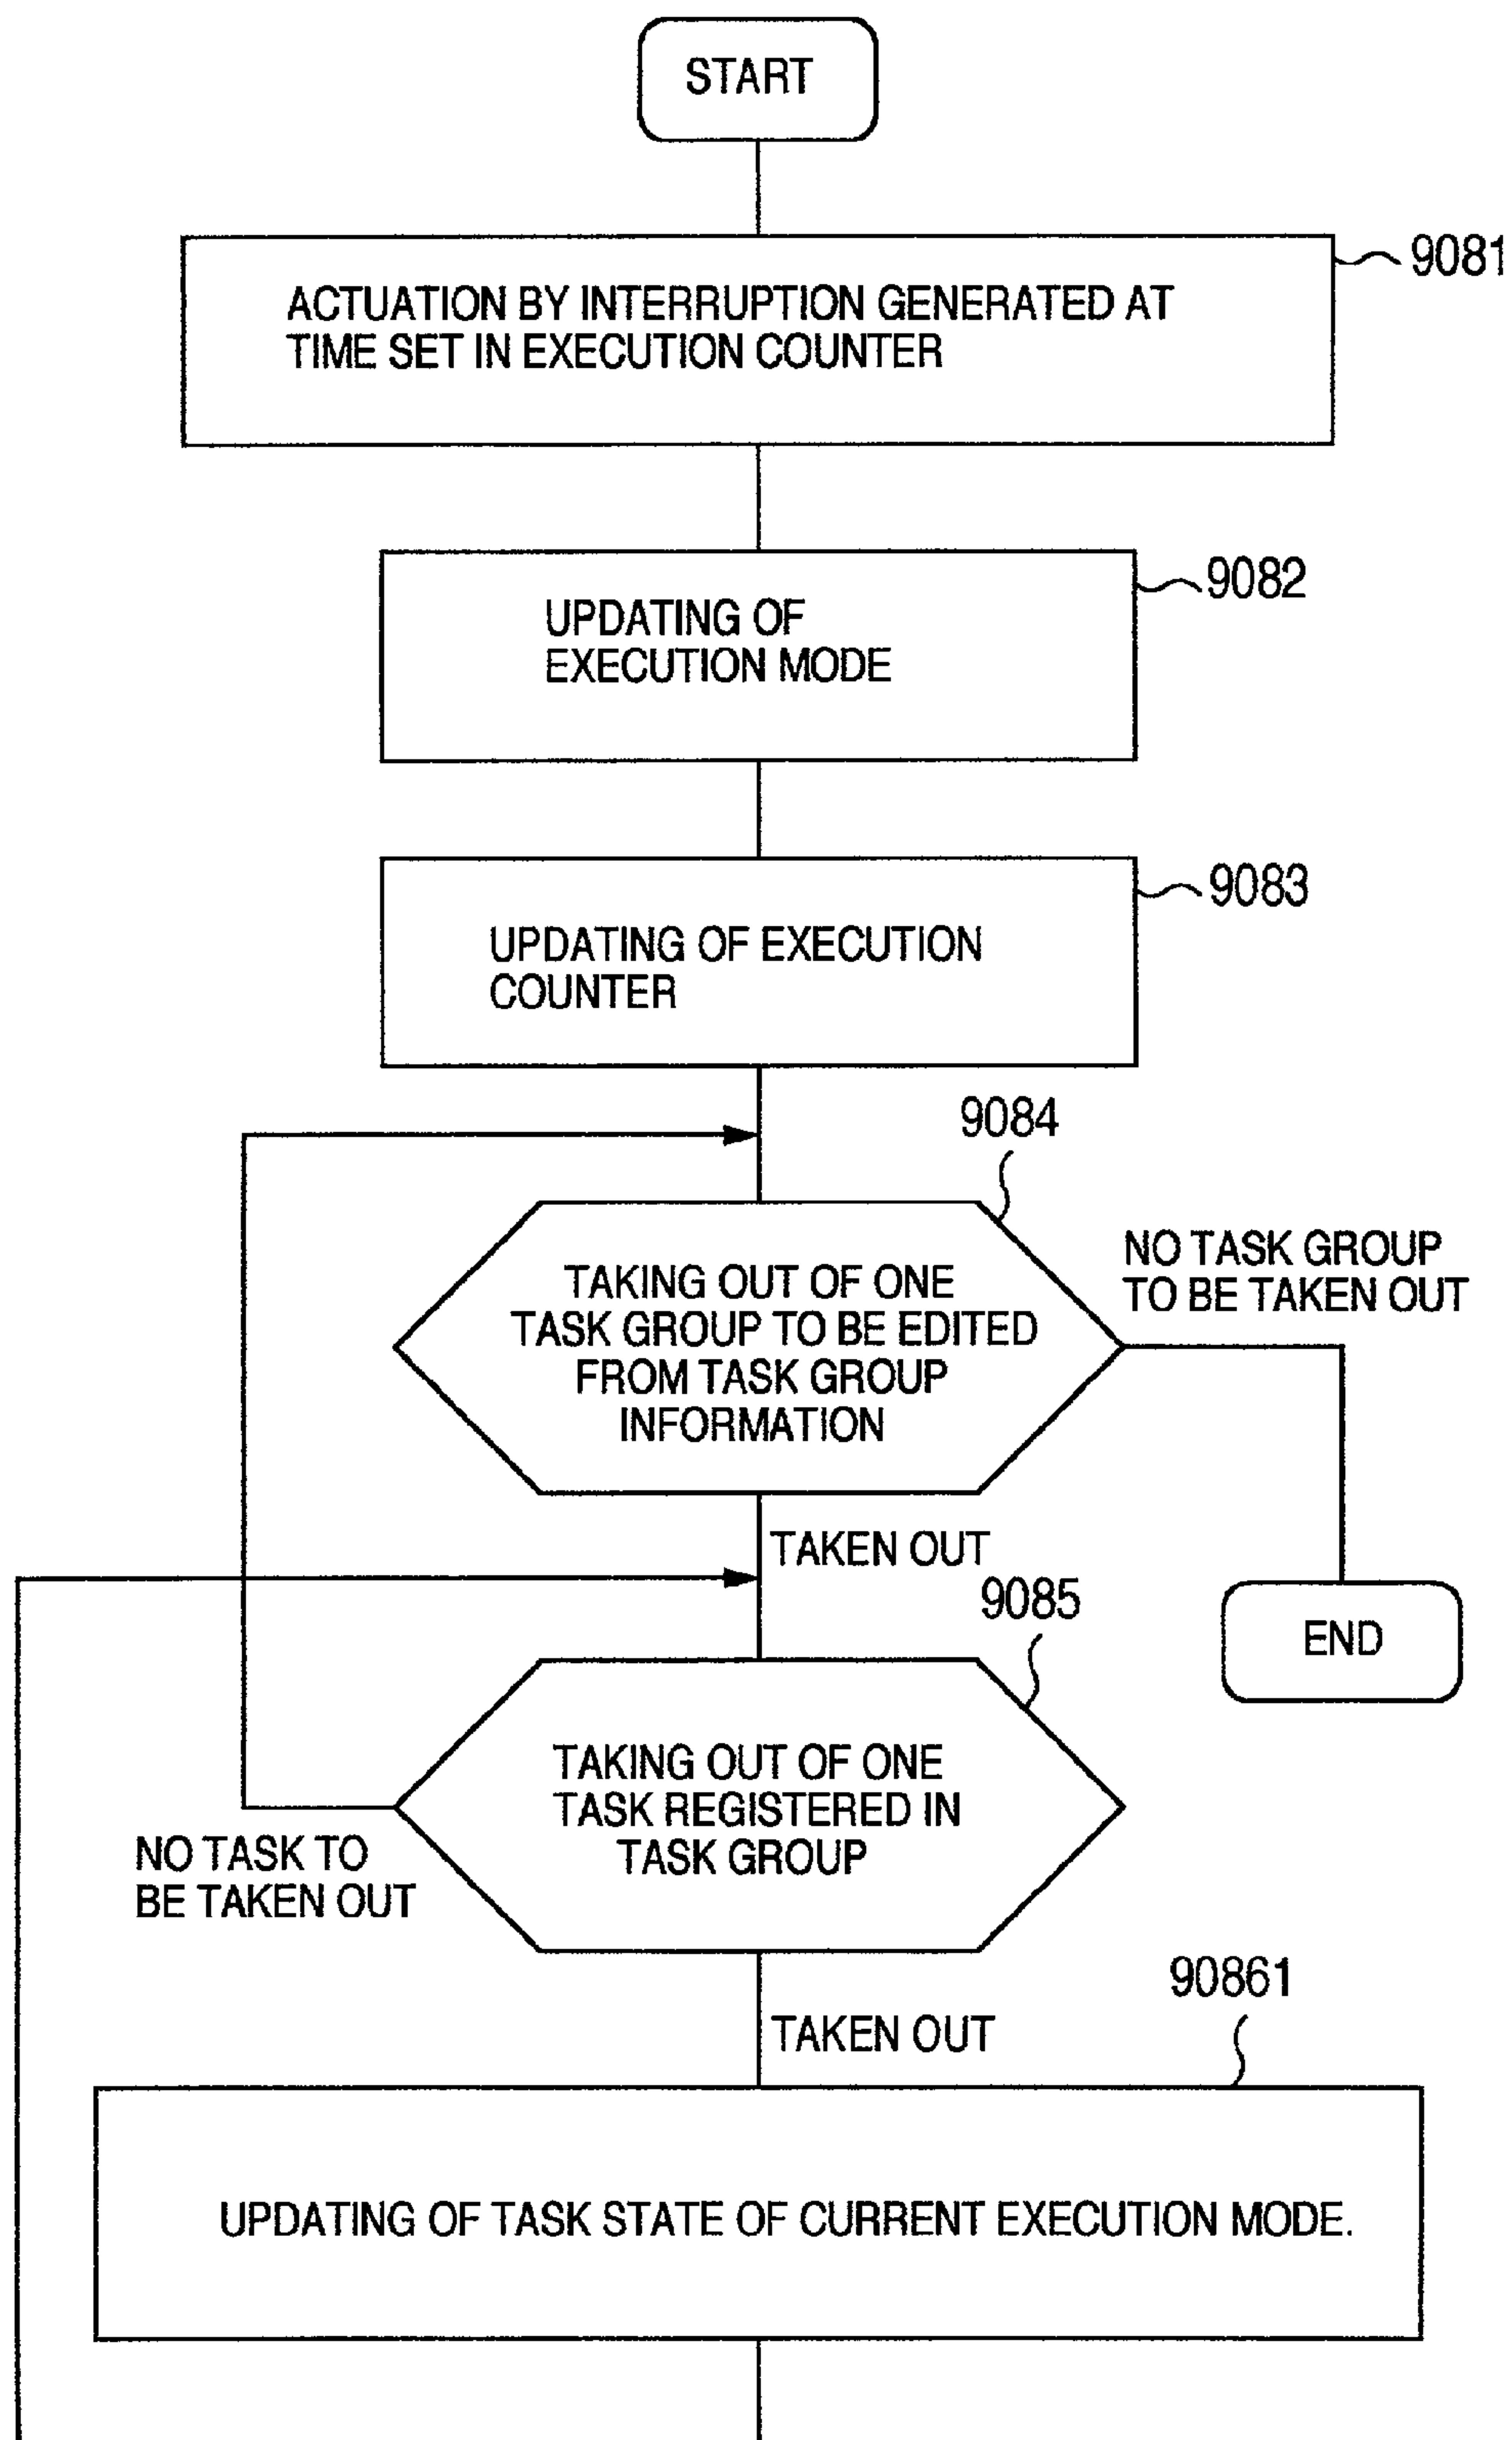 START
9081
ACTUATION BY INTERRUPTION GENERATED AT
TIME SET IN EXECUTION COUNTER
9082
UPDATING OF
EXECUTION MODE
9083
UPDATING OF EXECUTION
COUNTER
9084
NO TASK GROUP
TO BE TAKEN OUT
TAKING OUT OF ONE
TASK GROUP TO BE EDITED
FROM TASK GROUP
INFORMATION
TAKEN OUT
9085
END
TAKING OUT OF ONE
TASK REGISTERED IN
TASK GROUP
NO TASK TO
BE TAKEN OUT
90861
TAKEN OUT
UPDATING OF TASK STATE OF CURRENT EXECUTION MODE.